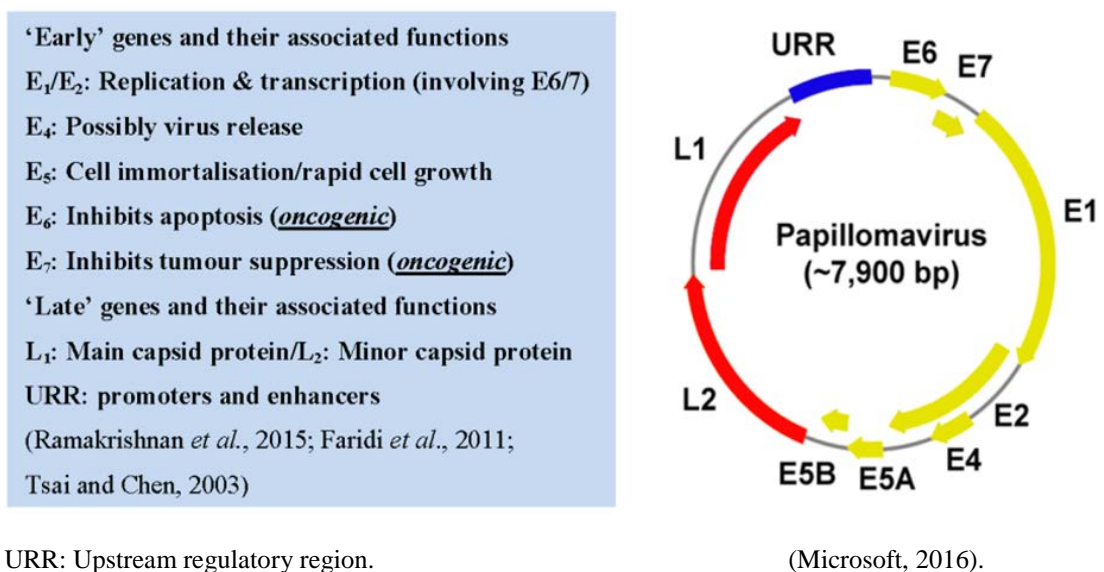 ‘Early’ genes and their associated functions
E₁/E₂: Replication & transcription (involving E6/7)
E₄: Possibly virus release
E₅: Cell immortalisation/rapid cell growth
E₆: Inhibits apoptosis (oncogenic)
E₇: Inhibits tumour suppression (oncogenic)
‘Late’ genes and their associated functions
L₁: Main capsid protein/L₂: Minor capsid protein
URR: promoters and enhancers
(Ramakrishnan et al., 2015; Faridi et al., 2011;
Tsai and Chen, 2003)
URR
E6
E7
L1
E1
Papillomavirus
(~7,900 bp)
L2
E2
E4
E5B
E5A
URR: Upstream regulatory region.
(Microsoft, 2016).